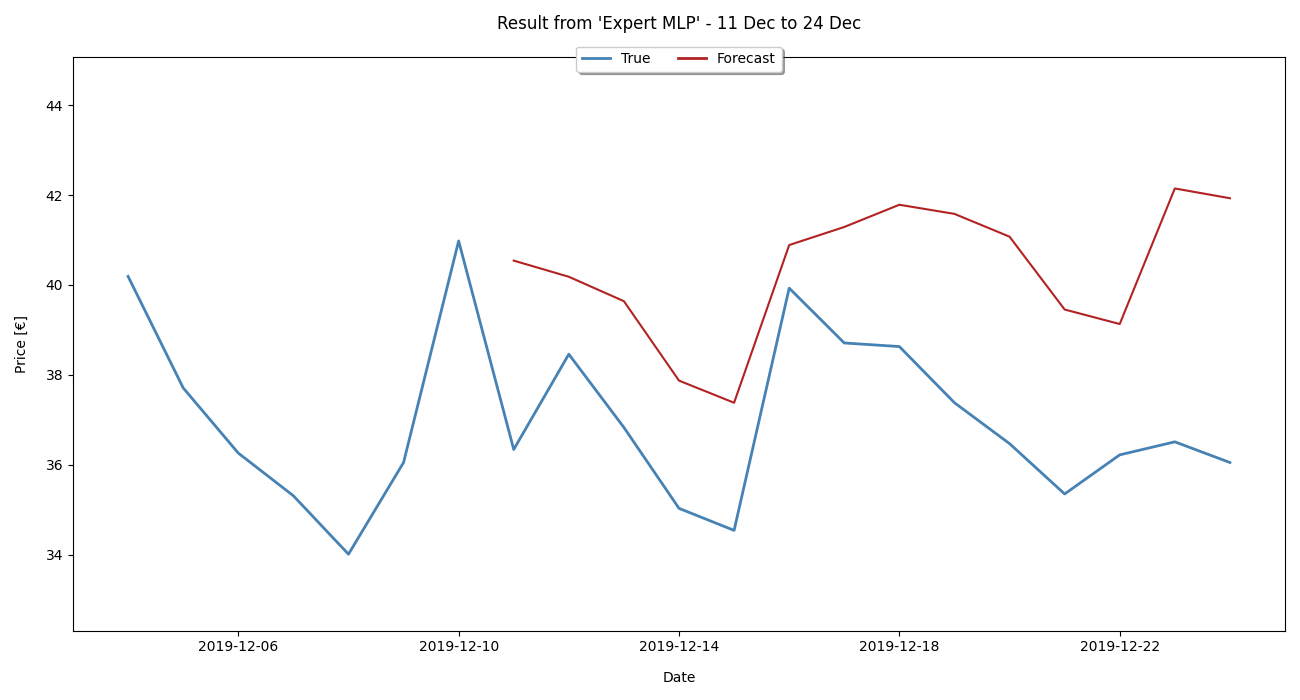 Result from 'Expert MLP' - 11 Dec to 24 Dec
True Forecast
44
42
40
38
36
34
Price [€]
2019-12-06 2019-12-10 2019-12-14 2019-12-18 2019-12-22
Date